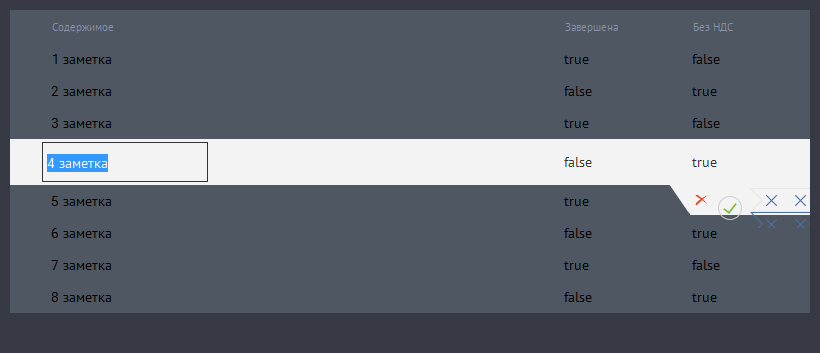 Содержимое Завершена Без НДС
1 заметка true false
2 заметка false true
3 заметка true false
4 заметка false true
5 заметка true
6 заметка false true
7 заметка true false
8 заметка false true